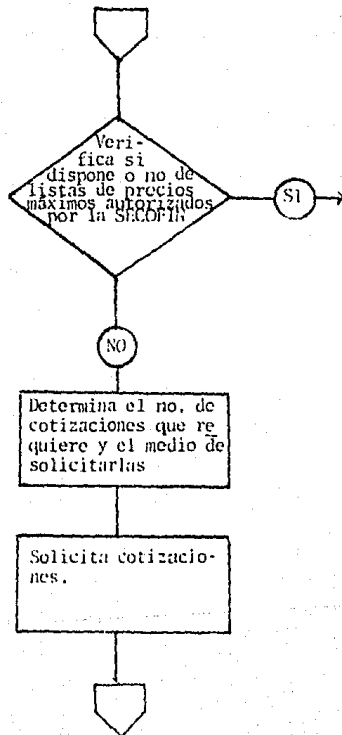 Veri-
fica si
dispone o no de
listas de precios
máximos autorizados
por la SECOFIN
SI
NO
Determina el no. de
cotizaciones que re
quiere y el medio de
solicitarlas
Solicita cotizacio-
nes.